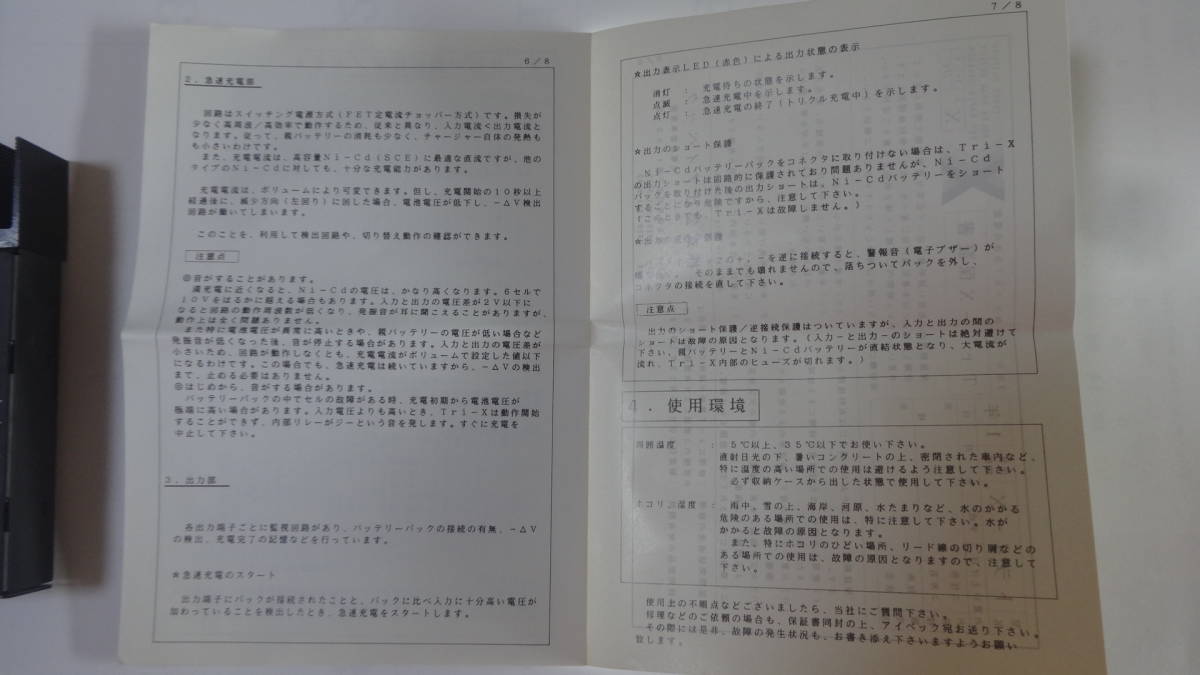 6／8
2．急速充電部
回路はスイッチング電源方式（FET定電流チョッパー方式）です。損失が
少なく高周波／高効率で動作するため、従来と異なり、入力電流＜出力電流と
なります。従って、親バッテリーの消耗も少なく、チャージャー自体の発熱も
も小さいわけです。
また、充電電流は、高容量Ni－Cd（SCE）に最適な直流ですが、他の
タイプのNi－Cdに対しても、十分な充電能力があります。
充電電流は、ボリュームにより可変できます。但し、充電開始の10秒以上
経過後に、減少方向（左回り）に回した場合、電池電圧が低下し、－ΔV検出
回路が働いてしまいます。
このことを、利用して検出回路や、切り替え動作の確認ができます。
注意点
◎音がすることがあります。
満充電に近くなると、Ni－Cdの電圧は、かなり高くなります。6セルで
10Vをはるかに超える場合もあります。入力と出力の電圧差が2V以下に
なると回路の動作周波数が低くなり、発振音が耳に聞こえることがありますが、
動作上は全く問題ありません。
また特に電池電圧が異常に高いときや、親バッテリーの電圧が低い場合など
発振音が低くなった後、音が停止する場合があります。入力と出力の電圧差が
小さいため、回路が動作しなくとも、充電電流がボリュームで設定した値以下
になるわけです。この場合でも、急速充電は続いていますから、－ΔVの検出
まで、止める必要はありません。
◎はじめから、音がする場合があります。
バッテリーパックの中でセルの故障がある時、充電初期から電池電圧が
極端に高い場合があります。入力電圧よりも高いとき、Tri－Xは動作開始
することができず、内部リレーがジーという音を発します。すぐに充電を
中止して下さい。
3．出力部
各出力端子ごとに監視回路があり、バッテリーパックの接続の有無、－ΔV
の検出、充電完了の記憶などを行っています。
★急速充電のスタート
出力端子にパックが接続されたことと、パックに比べ入力に十分高い電圧が
加わっていることを検出したとき、急速充電をスタートします。
7／8
★出力表示LED（赤色）による出力状態の表示
消灯　：　充電待ちの状態を示します。
点滅　：　急速充電中を示します。
点灯　：　急速充電の終了（トリクル充電中）を示します。
★出力のショート保護
Ni－Cdバッテリーパックをコネクタに取り付けない場合は、Tri－X
の出力ショートは回路的に保護されており問題ありませんが、Ni－Cd
パックを取り付けた後の出力ショートは、Ni－Cdバッテリーをショート
することになり危険ですから、注意して下さい。
（このときでも、Tri－Xは故障しません。）
★出力の 保護
の＋，－を逆に接続すると、警報音（電子ブザー）が
そのままでも壊れませんので、落ちついてパックを外し、
コネクタの接続を直して下さい。
注意点
出力のショート保護／逆接続保護はついていますが、入力と出力の間の
ショートは故障の原因となります。（入力－と出力－のショートは絶対避けて
下さい、親バッテリーとNi－Cdバッテリーが直結状態となり、大電流が
流れ、Tri－X内部のヒューズが切れます。）
4．使用環境
周囲温度　：　5℃以上、35℃以下でお使い下さい。
直射日光の下、暑いコンクリートの上、密閉された車内など、
特に温度の高い場所での使用は避けるよう注意して下さい。
必ず収納ケースから出した状態で使用して下さい。
ホコリ、湿度　：　雨中、雪の上、海岸、河原、水たまりなど、水のかかる
危険のある場所での使用は、特に注意して下さい。水が
かかると故障の原因となります。
また、特にホコリのひどい場所、リード線の切り屑などの
ある場所での使用は、故障の原因となりますので、注意して
下さい。
使用上の不明点などございましたら、当社にご質問下さい。
修理などのご依頼の場合も、保証書同封の上、アイペック宛お送り下さい。
その際には是非、故障の発生状況も、お書き添え下さいますようお願い
致します。